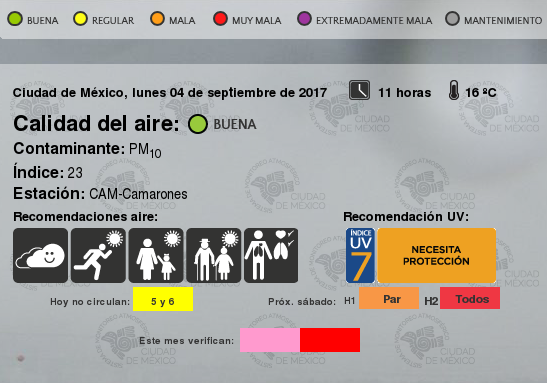 BUENA REGULAR MALA MUY MALA EXTREMADAMENTE MALA MANTENIMIENTO
Ciudad de México, lunes 04 de septiembre de 2017 11 horas 16 ºC
Calidad del aire: BUENA
Contaminante: PM10
Índice: 23
Estación: CAM-Camarones
Recomendaciones aire: Recomendación UV:
ÍNDICE
UV
7
NECESITA
PROTECCIÓN
Hoy no circulan: 5 y 6 Próx. sábado: H1 Par H2 Todos
Este mes verifican:
CIUDAD
DE MÉXICO